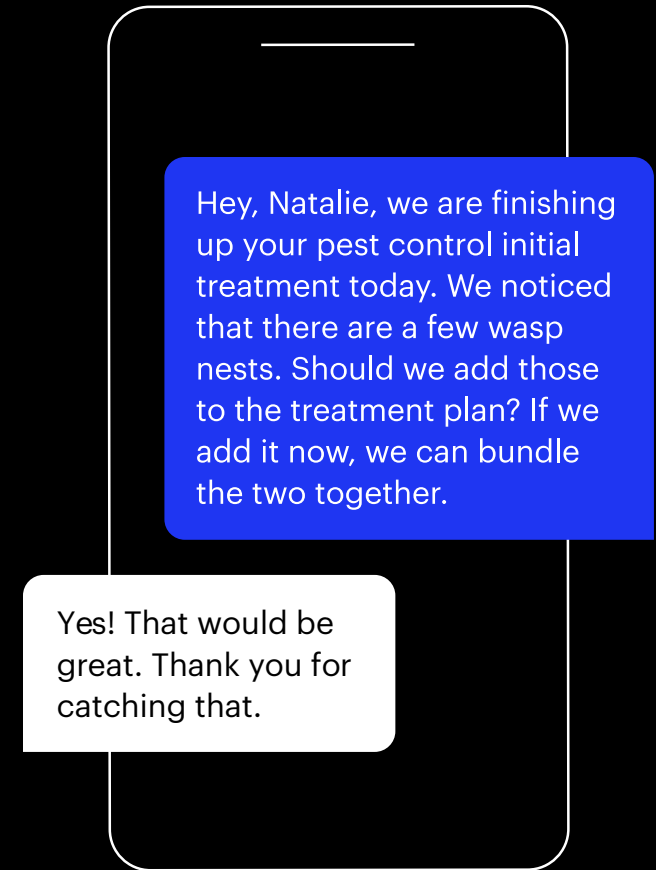 Hey, Natalie, we are finishing
up your pest control initial
treatment today. We noticed
that there are a few wasp
nests. Should we add those
to the treatment plan? If we
add it now, we can bundle
the two together.
Yes! That would be
great. Thank you for
catching that.